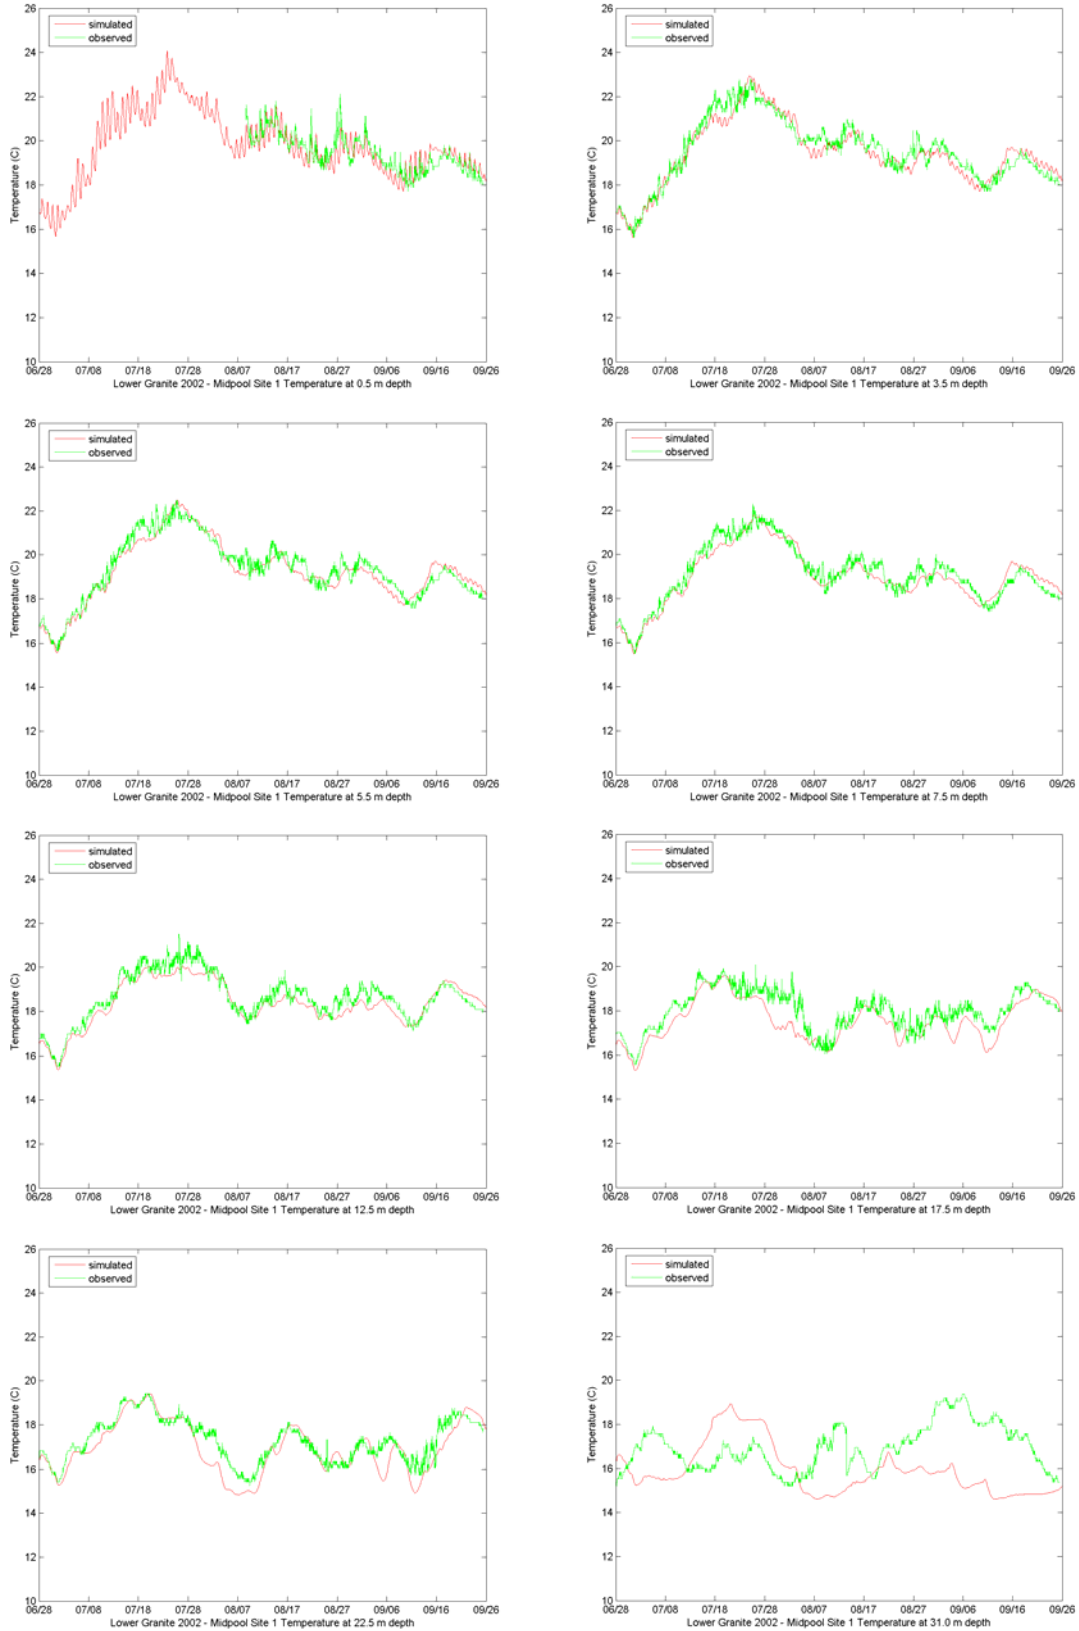 26
24
22
20
18
16
14
12
10
Temperature (C)
simulated
observed
06/28 07/08 07/18 07/28 08/07 08/17 08/27 09/06 09/16 09/26
Lower Granite 2002 - Midpool Site 1 Temperature at 0.5 m depth
26
24
22
20
18
16
14
12
10
Temperature (C)
simulated
observed
06/28 07/08 07/18 07/28 08/07 08/17 08/27 09/06 09/16 09/26
Lower Granite 2002 - Midpool Site 1 Temperature at 3.5 m depth
26
24
22
20
18
16
14
12
10
Temperature (C)
simulated
observed
06/28 07/08 07/18 07/28 08/07 08/17 08/27 09/06 09/16 09/26
Lower Granite 2002 - Midpool Site 1 Temperature at 5.5 m depth
26
24
22
20
18
16
14
12
10
Temperature (C)
simulated
observed
06/28 07/08 07/18 07/28 08/07 08/17 08/27 09/06 09/16 09/26
Lower Granite 2002 - Midpool Site 1 Temperature at 7.5 m depth
26
24
22
20
18
16
14
12
10
Temperature (C)
simulated
observed
06/28 07/08 07/18 07/28 08/07 08/17 08/27 09/06 09/16 09/26
Lower Granite 2002 - Midpool Site 1 Temperature at 12.5 m depth
26
24
22
20
18
16
14
12
10
Temperature (C)
simulated
observed
06/28 07/08 07/18 07/28 08/07 08/17 08/27 09/06 09/16 09/26
Lower Granite 2002 - Midpool Site 1 Temperature at 17.5 m depth
26
24
22
20
18
16
14
12
10
Temperature (C)
simulated
observed
06/28 07/08 07/18 07/28 08/07 08/17 08/27 09/06 09/16 09/26
Lower Granite 2002 - Midpool Site 1 Temperature at 22.5 m depth
26
24
22
20
18
16
14
12
10
Temperature (C)
simulated
observed
06/28 07/08 07/18 07/28 08/07 08/17 08/27 09/06 09/16 09/26
Lower Granite 2002 - Midpool Site 1 Temperature at 31.0 m depth